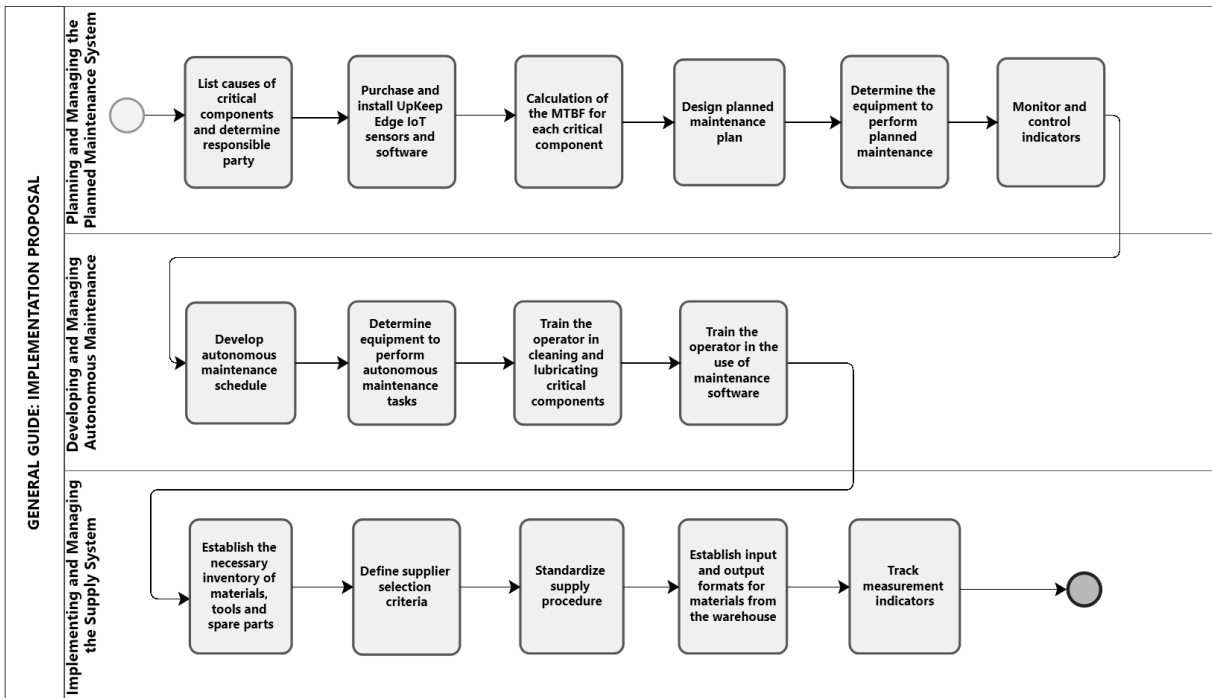 GENERAL GUIDE: IMPLEMENTATION PROPOSAL
Planning and Managing the
Planned Maintenance System
List causes of
critical
components
and determine
responsible
party
Purchase and
install UpKeep
Edge IoT
sensors and
software
Calculation of
the MTBF for
each critical
component
Design planned
maintenance
plan
Determine the
equipment to
perform
planned
maintenance
Monitor and
control
indicators
Developing and Managing
Autonomous Maintenance
Develop
autonomous
maintenance
schedule
Determine
equipment to
perform
autonomous
maintenance
tasks
Train the
operator in
cleaning and
lubricating
critical
components
Train the
operator in the
use of
maintenance
software
Implementing and Managing
the Supply System
Establish the
necessary
inventory of
materials,
tools and
spare parts
Define supplier
selection
criteria
Standardize
supply
procedure
Establish input
and output
formats for
materials from
the warehouse
Track
measurement
indicators